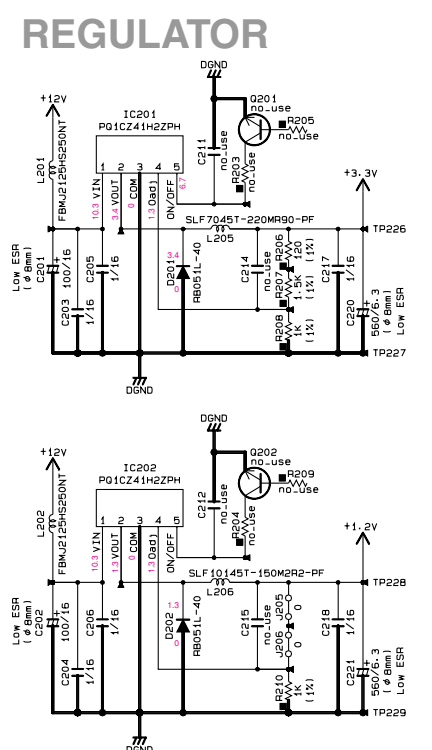 REGULATOR
DGND
+12V
IC201
PQ1CZ41H2ZPH
Q201
no_use
R205
no_use
C211
no_use
R203
no_use
L201
FBMJ2125HS250NT
1 2 3 4 5
10.3 VIN
3.4 VOUT
0 COM
1.3 Oadj
ON/OFF
6.7
+3.3V
SLF7045T-220MR90-PF
L205
TP226
Low ESR
(φ8mm)
C201
100/16
C203
1/16
C205
1/16
3.4
D201
0
RB051L-40
C214
no_use
R206
120
(1%)
R207
1.5K
(1%)
R208
1K
(1%)
C217
1/16
C220
560/6.3
(φ8mm)
Low ESR
TP227
DGND
DGND
+12V
IC202
PQ1CZ41H2ZPH
Q202
no_use
R209
no_use
C212
no_use
R204
no_use
L202
FBMJ2125HS250NT
1 2 3 4 5
10.3 VIN
1.3 VOUT
0 COM
1.3 Oadj
ON/OFF
+1.2V
SLF10145T-150M2R2-PF
L206
TP228
Low ESR
(φ8mm)
C202
100/16
C204
1/16
C206
1/16
1.3
D202
0
RB051L-40
C215
no_use
J205
0
J206
0
R210
1K
(1%)
C218
1/16
C221
560/6.3
(φ8mm)
Low ESR
TP229
DGND